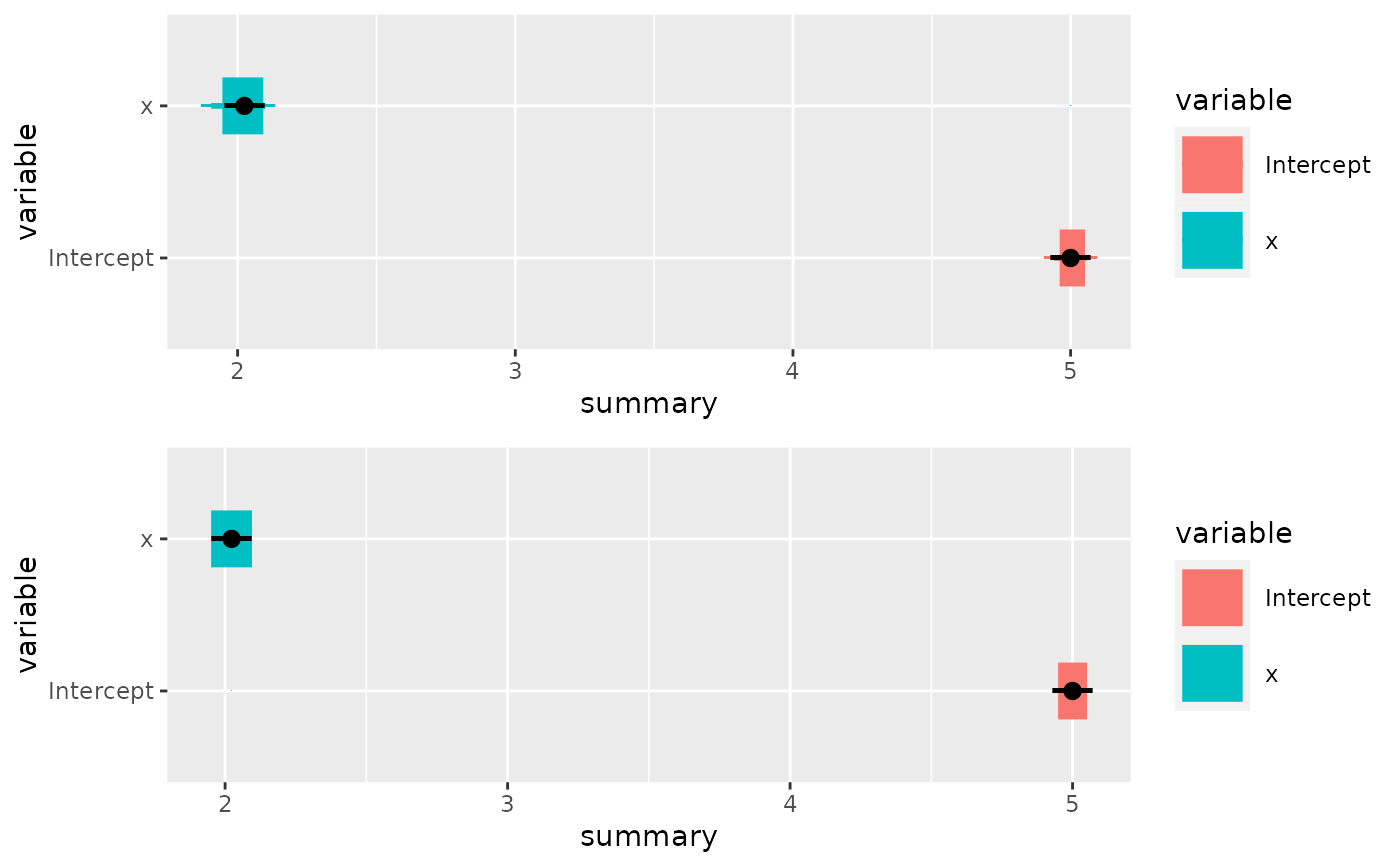 variable
x
Intercept
2 3 4 5
summary
variable
Intercept
x
variable
x
Intercept
2 3 4 5
summary
variable
Intercept
x